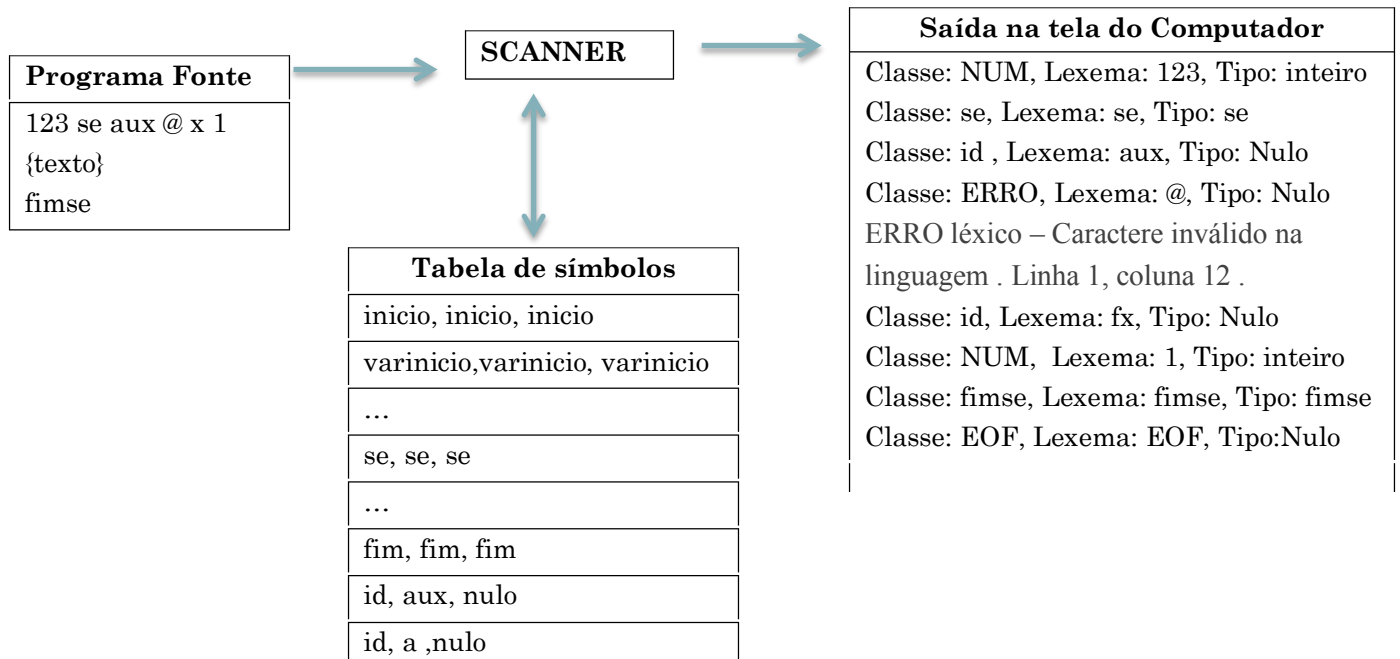 Programa Fonte
123 se aux @ x 1
{texto}
fimse
SCANNER
Tabela de símbolos
inicio, inicio, inicio
varinicio,varinicio, varinicio
...
se, se, se
...
fim, fim, fim
id, aux, nulo
id, a ,nulo
Saída na tela do Computador
Classe: NUM, Lexema: 123, Tipo: inteiro
Classe: se, Lexema: se, Tipo: se
Classe: id , Lexema: aux, Tipo: Nulo
Classe: ERRO, Lexema: @, Tipo: Nulo
ERRO léxico – Caractere inválido na
linguagem . Linha 1, coluna 12 .
Classe: id, Lexema: fx, Tipo: Nulo
Classe: NUM, Lexema: 1, Tipo: inteiro
Classe: fimse, Lexema: fimse, Tipo: fimse
Classe: EOF, Lexema: EOF, Tipo:Nulo